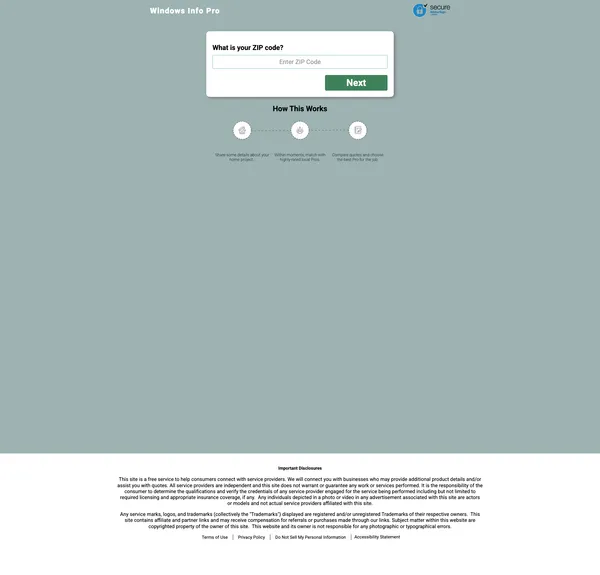 Windows Info Pro
secure
What is your ZIP code?
Enter ZIP Code
Next
How This Works
Share some details about your
home project.
Within moments, match with
highly-rated local Pros.
Compare quotes and choose
the best Pro for the job.
Important Disclosures
This site is a free service to help consumers connect with service providers. We will connect you with businesses who may provide additional product details and/or
assist you with quotes. All service providers are independent and this site does not warrant or guarantee any work or services performed. It is the responsibility of the
consumer to determine the qualifications and verify the credentials of any service provider engaged for the service being performed including but not limited to
required licensing and appropriate insurance coverage, if any. Any individuals depicted in a photo or video in any advertisement associated with this site are actors
or models and not actual service providers affiliated with this site.
Any service marks, logos, and trademarks (collectively the "Trademarks") displayed are registered and/or unregistered Trademarks of their respective owners. This
site contains affiliate and partner links and may receive compensation for referrals or purchases made through our links. Subject matter within this website are
copyrighted property of the owner of this site. This website and its owner is not responsible for any photographic or typographical errors.
Terms of Use | Privacy Policy | Do Not Sell My Personal Information | Accessibility Statement